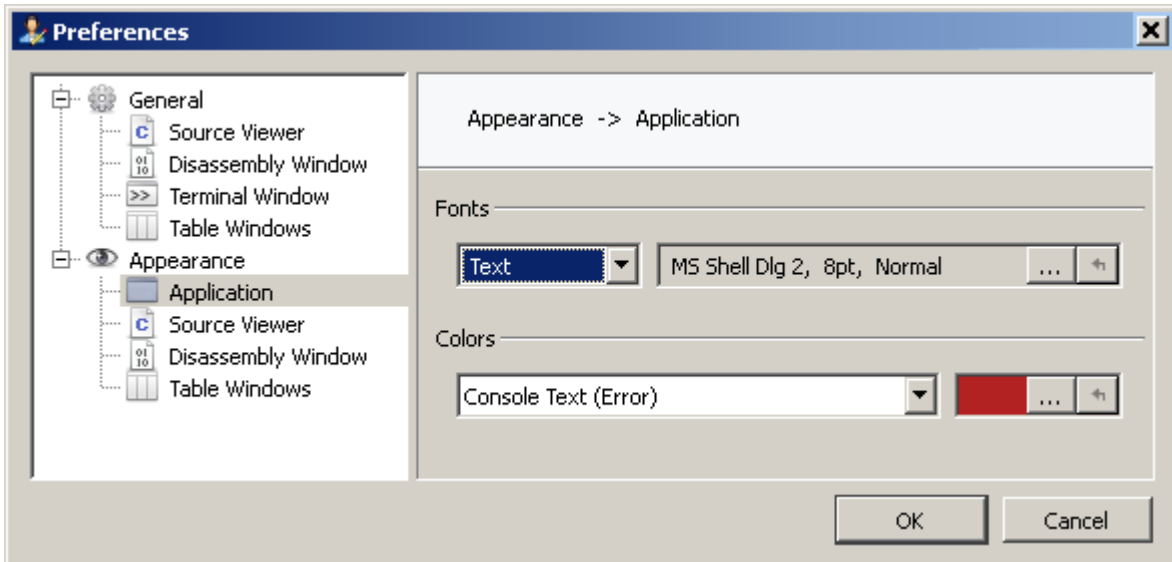 Preferences
General
Source Viewer
Disassembly Window
Terminal Window
Table Windows
Appearance
Application
Source Viewer
Disassembly Window
Table Windows
Appearance -> Application
Fonts
Text
MS Shell Dlg 2, 8pt, Normal
...
Colors
Console Text (Error)
...
OK
Cancel